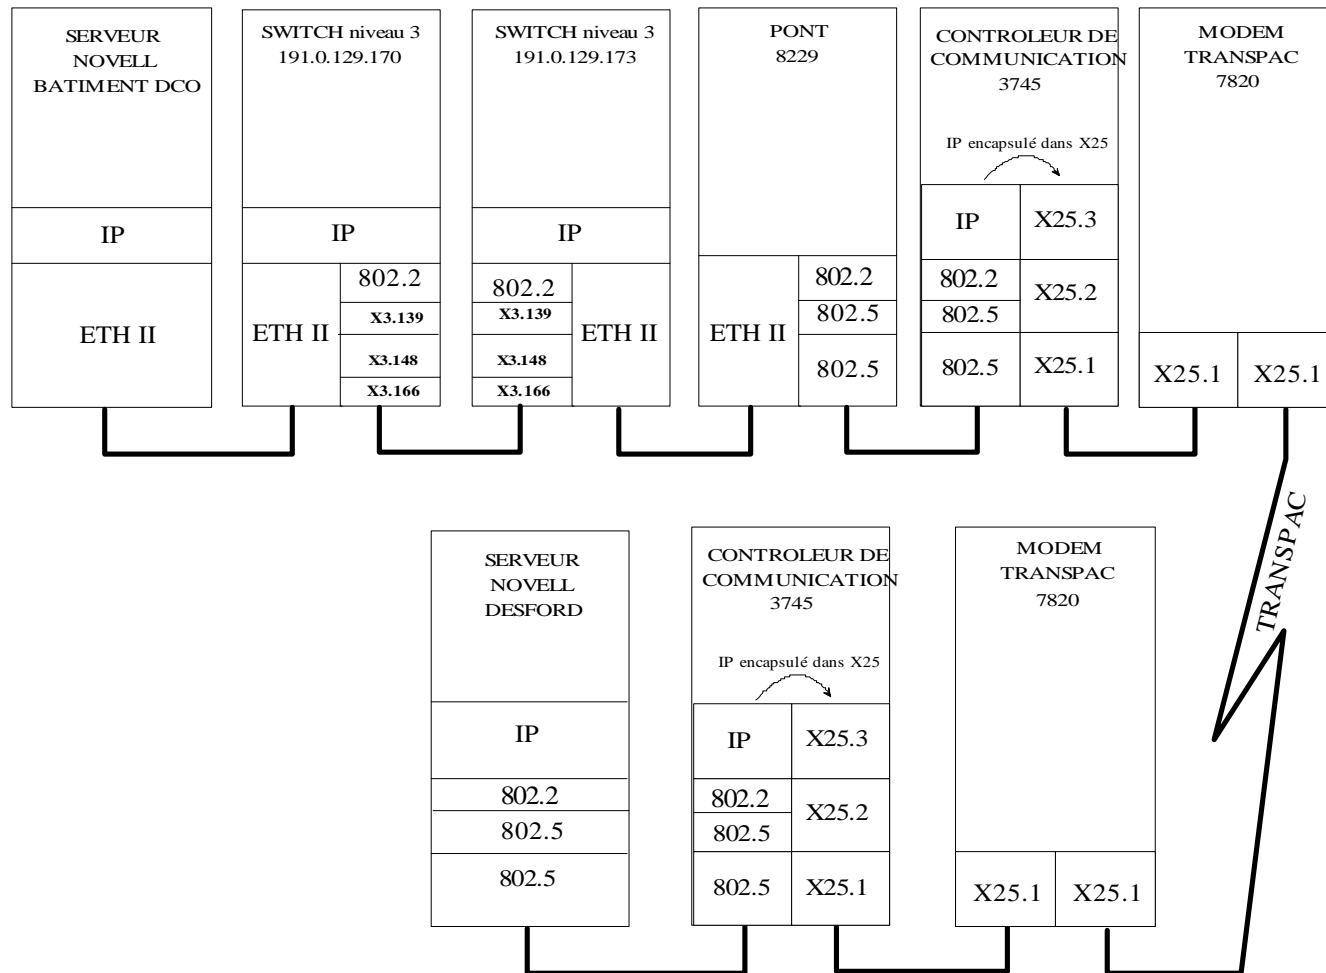 SERVEUR
NOVELL
BATIMENT DCO
IP
ETH II
SWITCH niveau 3
191.0.129.170
IP
ETH II
802.2
X3.139
X3.148
X3.166
SWITCH niveau 3
191.0.129.173
IP
802.2
X3.139
X3.148
X3.166
ETH II
PONT
8229
ETH II
802.2
802.5
802.5
CONTROLEUR DE
COMMUNICATION
3745
IP encapsulé dans X25
IP
X25.3
802.2
802.5
X25.2
802.5
X25.1
MODEM
TRANSPAC
7820
X25.1
X25.1
TRANSPAC
SERVEUR
NOVELL
DESFORD
IP
802.2
802.5
802.5
CONTROLEUR DE
COMMUNICATION
3745
IP encapsulé dans X25
IP
X25.3
802.2
802.5
X25.2
802.5
X25.1
MODEM
TRANSPAC
7820
X25.1
X25.1